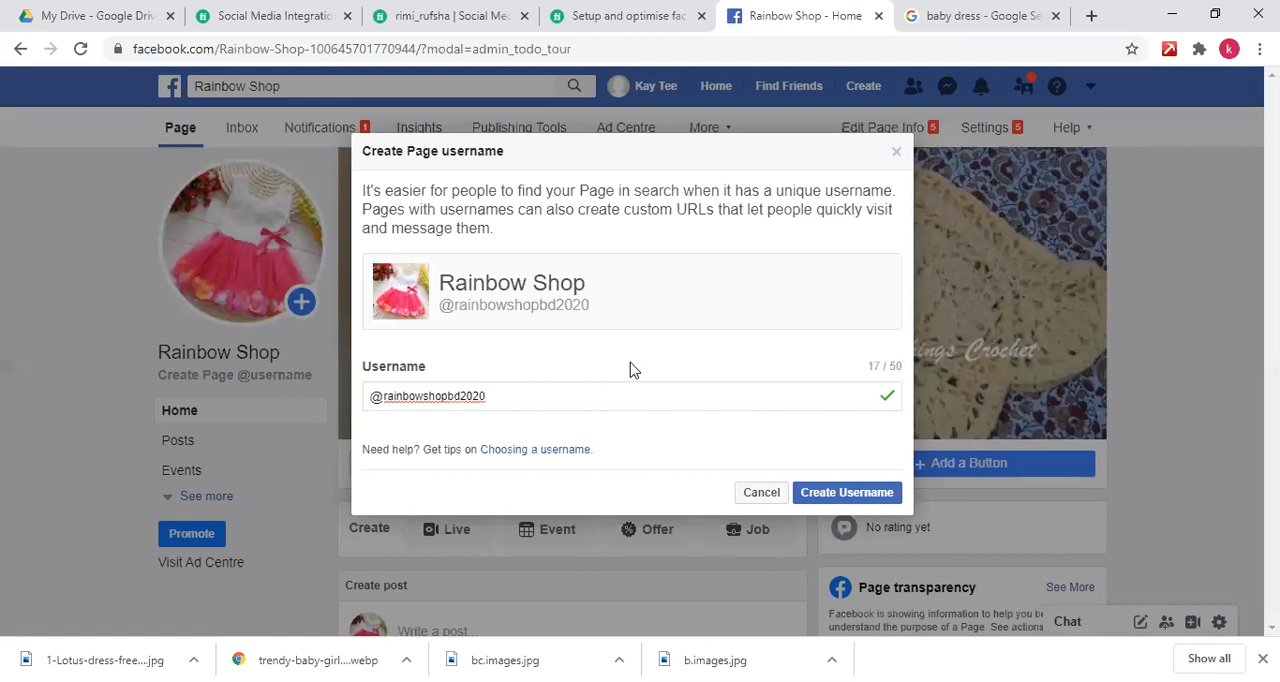 My Drive - Google Driv
Social Media Integratio
rimi_rufsha | Social Me
Setup and optimise fac
Rainbow Shop - Home
baby dress - Google Se
facebook.com/Rainbow-Shop-100645701770944/?modal=admin_todo_tour
k
Rainbow Shop
Kay Tee
Home
Find Friends
Create
Page
Inbox
Notifications 1
Insights
Publishing Tools
Ad Centre
More
Edit Page Info 5
Settings 5
Help
Create Page username
It's easier for people to find your Page in search when it has a unique username.
Pages with usernames can also create custom URLs that let people quickly visit
and message them.
Rainbow Shop
@rainbowshopbd2020
Username
17 / 50
@rainbowshopbd2020
Need help? Get tips on Choosing a username.
Cancel
Create Username
Rainbow Shop
Create Page @username
Home
Posts
Events
See more
Promote
Visit Ad Centre
Crochet
+ Add a Button
Create
Live
Event
Offer
Job
No rating yet
Create post
Write a post...
Page transparency
See More
Facebook is showing information to help you be
understand the purpose of a Page. See actions
Chat
1-Lotus-dress-free....jpg
trendy-baby-girl....webp
bc.images.jpg
b.images.jpg
Show all